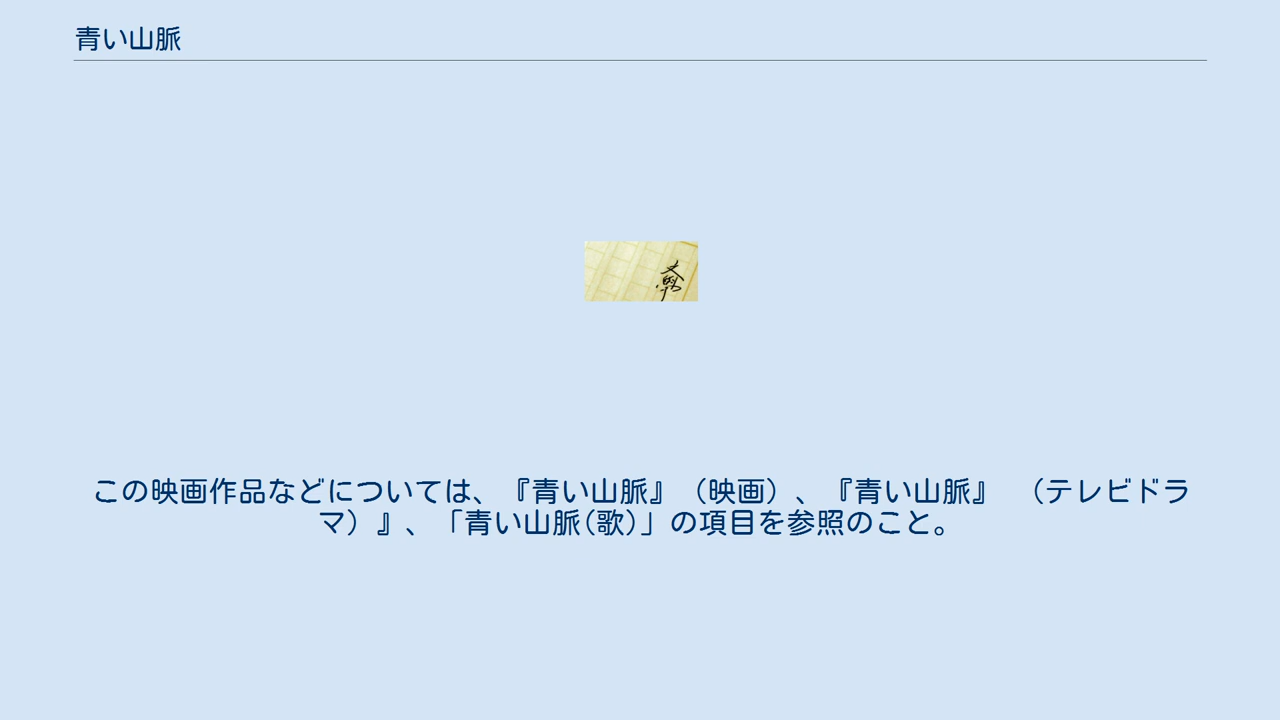 青い山脈
この映画作品などについては、『青い山脈』（映画）、『青い山脈』　（テレビドラ
マ）』、「青い山脈(歌)」の項目を参照のこと。